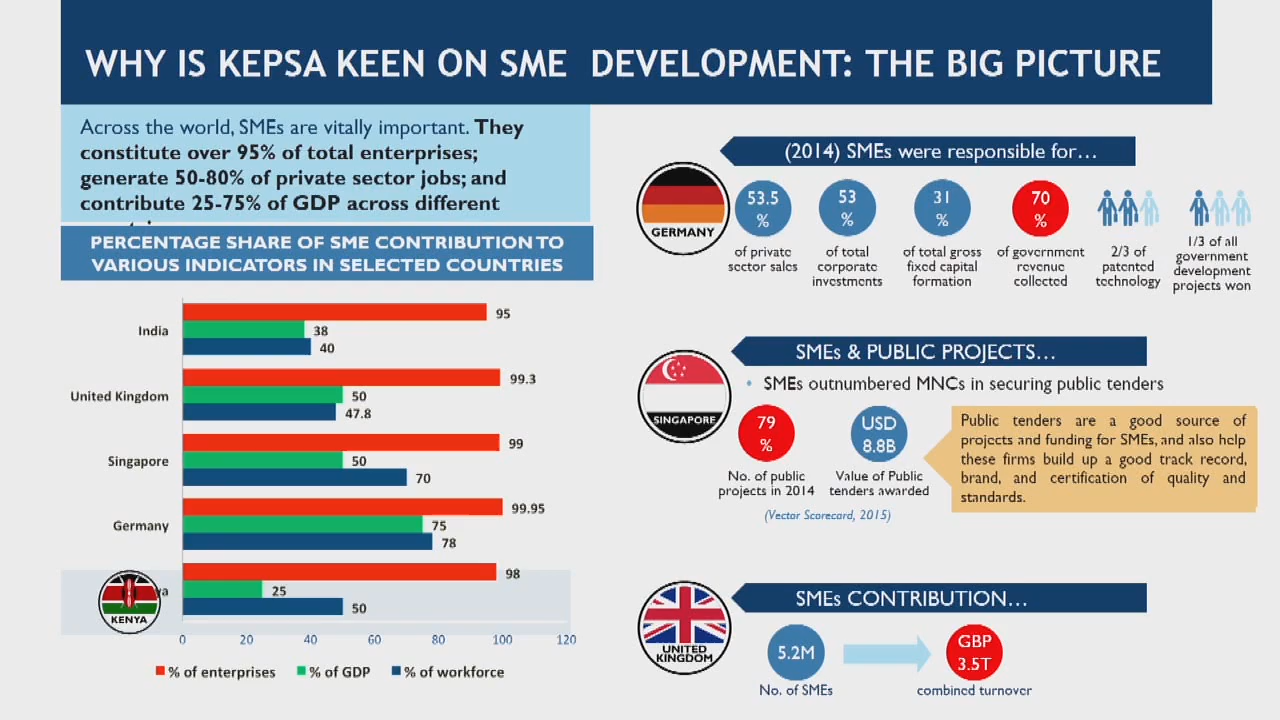 WHY IS KEPSA KEEN ON SME DEVELOPMENT: THE BIG PICTURE
Across the world, SMEs are vitally important. They
constitute over 95% of total enterprises;
generate 50-80% of private sector jobs; and
contribute 25-75% of GDP across different
PERCENTAGE SHARE OF SME CONTRIBUTION TO
VARIOUS INDICATORS IN SELECTED COUNTRIES
India
95
38
40
United Kingdom
99.3
50
47.8
Singapore
99
50
70
Germany
99.95
75
78
KENYA
98
25
50
0 20 40 60 80 100 120
% of enterprises % of GDP % of workforce
GERMANY
(2014) SMEs were responsible for…
53.5
%
of private
sector sales
53
%
of total
corporate
investments
31
%
of total gross
fixed capital
formation
70
%
of government
revenue
collected
2/3 of
patented
technology
1/3 of all
government
development
projects won
SINGAPORE
SMEs & PUBLIC PROJECTS…
• SMEs outnumbered MNCs in securing public tenders
79
%
No. of public
projects in 2014
USD
8.8B
Value of Public
tenders awarded
(Vector Scorecard, 2015)
Public tenders are a good source of
projects and funding for SMEs, and also help
these firms build up a good track record,
brand, and certification of quality and
standards.
UNITED
KINGDOM
SMEs CONTRIBUTION…
5.2M
No. of SMEs
GBP
3.5T
combined turnover